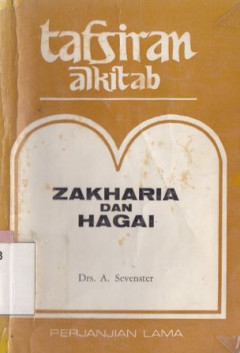 tafsiran
alkitab
ZAKHARIA
DAN
HAGAI
Drs. A. Sevenster
PERJANJIAN LAMA